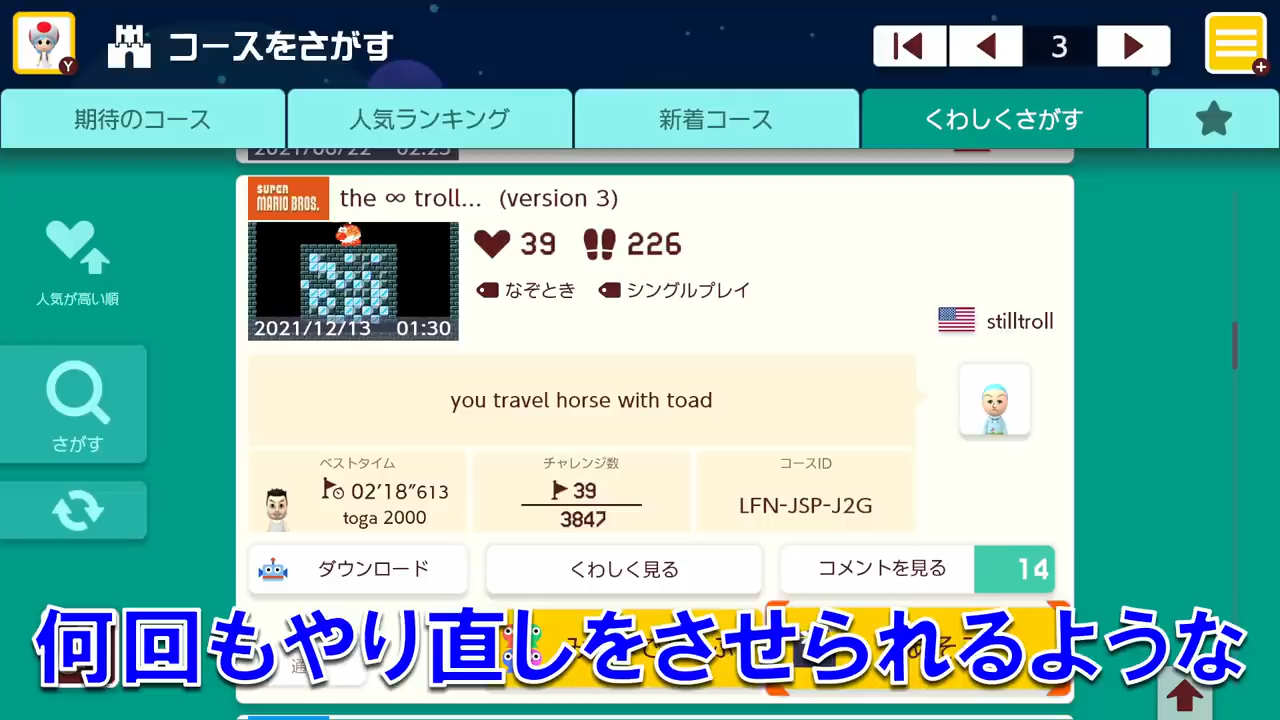 コースをさがす
3
Y
+
期待のコース
人気ランキング
新着コース
くわしくさがす
2021/06/22 02:23
SUPER MARIO BROS.
the ∞ troll... (version 3)
39
226
なぞとき
シングルプレイ
2021/12/13 01:30
stilltroll
人気が高い順
you travel horse with toad
さがす
ベストタイム
02'18"613
toga 2000
チャレンジ数
39
3847
コースID
LFN-JSP-J2G
ダウンロード
くわしく見る
コメントを見る
14
何回もやり直しをさせられるような